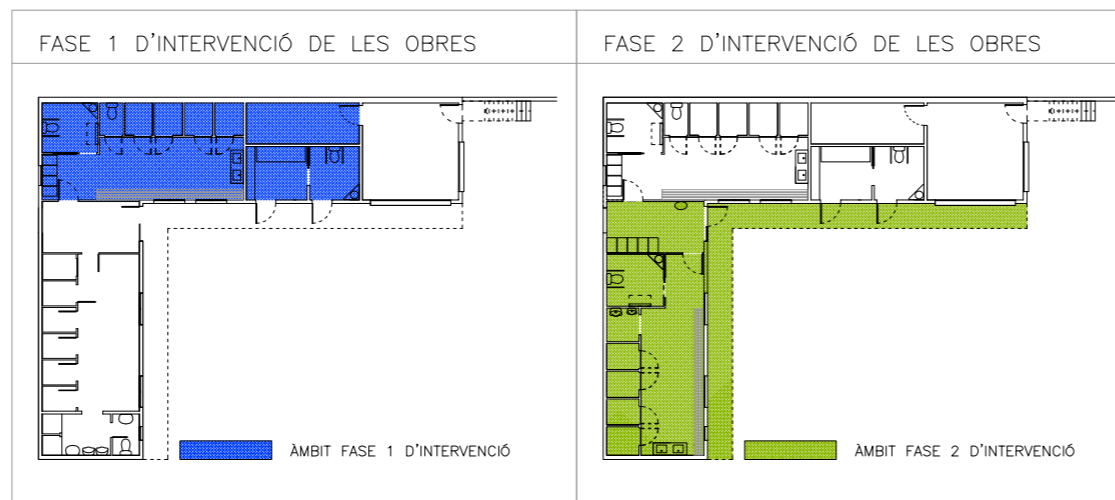 FASE 1 D'INTERVENCIÓ DE LES OBRES
FASE 2 D'INTERVENCIÓ DE LES OBRES
ÀMBIT FASE 1 D'INTERVENCIÓ
ÀMBIT FASE 2 D'INTERVENCIÓ